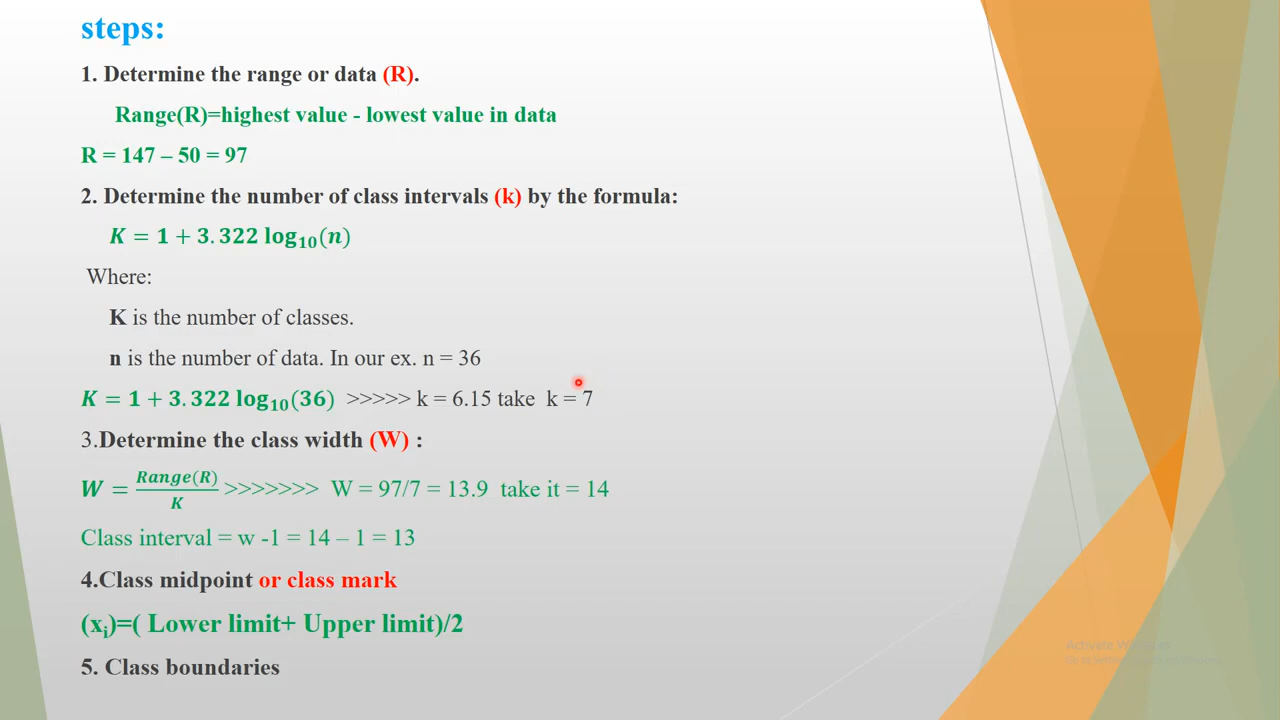 steps:
1. Determine the range or data (R).
Range(R)=highest value - lowest value in data
R = 147 – 50 = 97
2. Determine the number of class intervals (k) by the formula:
K = 1 + 3.322 log₁₀(n)
Where:
K is the number of classes.
n is the number of data. In our ex. n = 36
K = 1 + 3.322 log₁₀(36) >>>>> k = 6.15 take k = 7
3.Determine the class width (W) :
W = Range(R)/K >>>>>>> W = 97/7 = 13.9 take it = 14
Class interval = w -1 = 14 – 1 = 13
4.Class midpoint or class mark
(xᵢ)=( Lower limit+ Upper limit)/2
5. Class boundaries
Activate